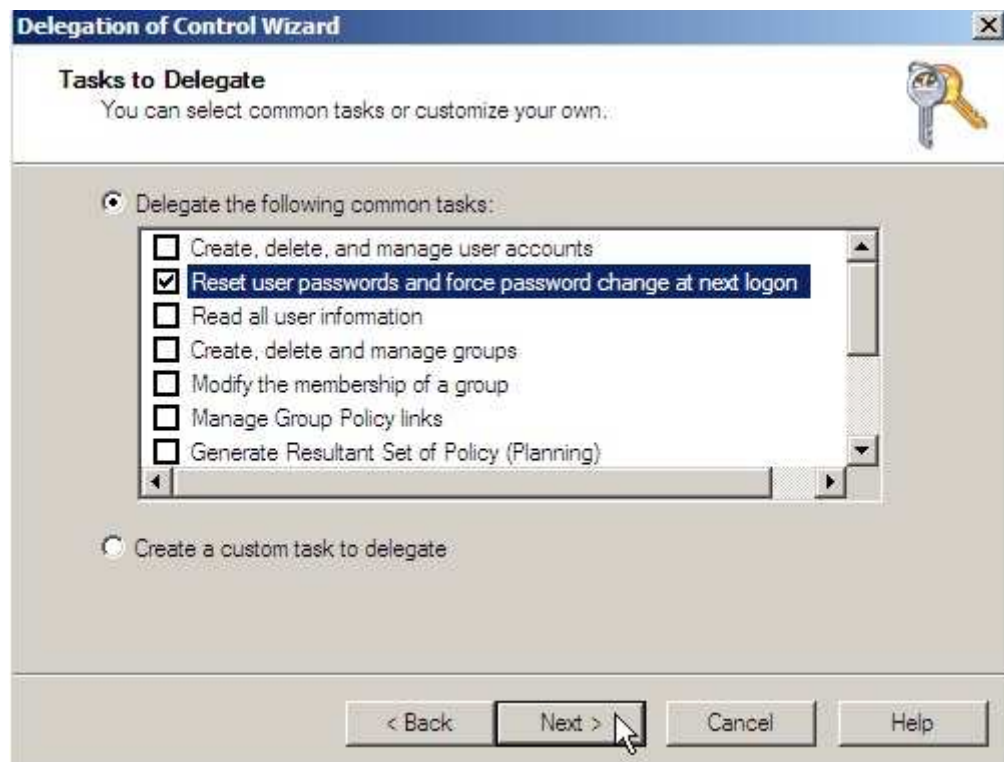 Delegation of Control Wizard
Tasks to Delegate
You can select common tasks or customize your own.
Delegate the following common tasks:
Create, delete, and manage user accounts
Reset user passwords and force password change at next logon
Read all user information
Create, delete and manage groups
Modify the membership of a group
Manage Group Policy links
Generate Resultant Set of Policy (Planning)
Create a custom task to delegate
< Back Next > Cancel Help